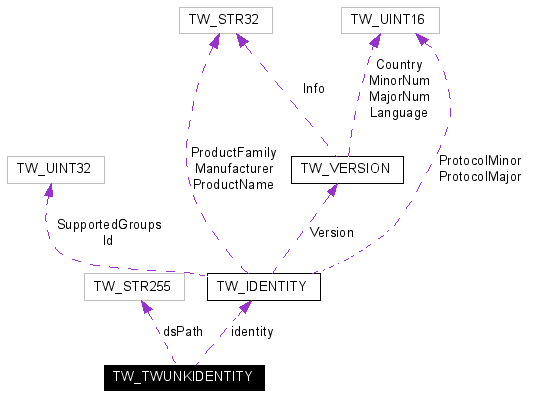 TW_STR32
TW_UINT16
Country
MinorNum
MajorNum
Language
Info
ProductFamily
Manufacturer
ProductName
TW_VERSION
ProtocolMinor
ProtocolMajor
TW_UINT32
SupportedGroups
Id
Version
TW_STR255
TW_IDENTITY
dsPath
identity
TW_TWUNKIDENTITY